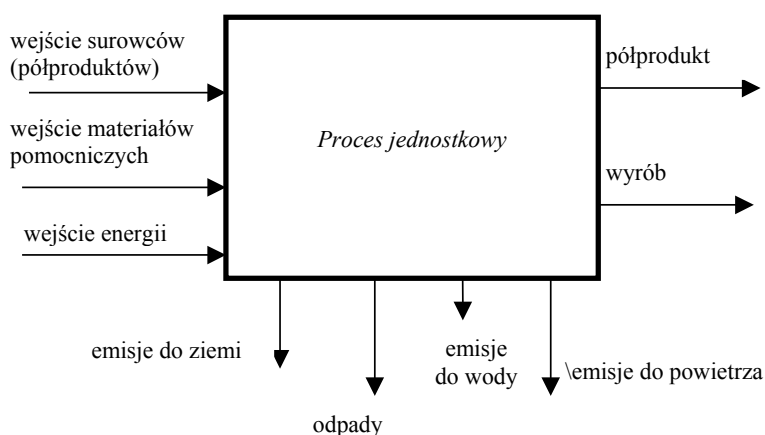 wejście surowców
(półproduktów)
wejście materiałów
pomocniczych
wejście energii
Proces jednostkowy
półprodukt
wyrób
emisje do ziemi
odpady
emisje
do wody
\emisje do powietrza